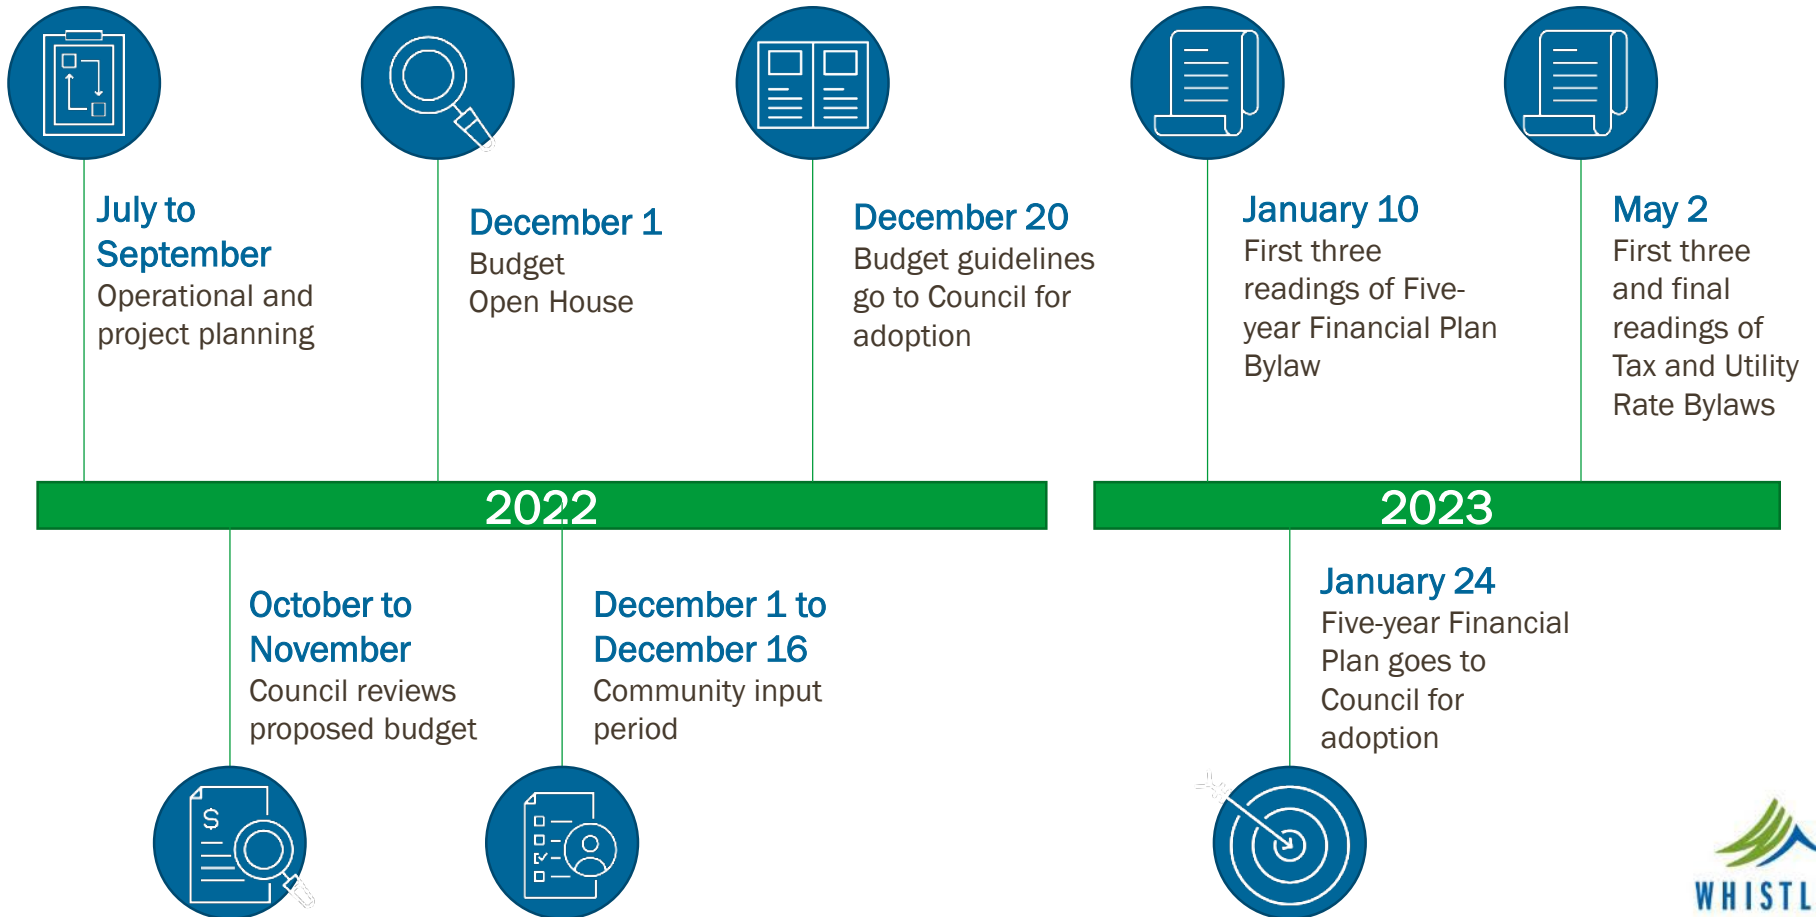 July to
September
Operational and
project planning
December 1
Budget
Open House
December 20
Budget guidelines
go to Council for
adoption
January 10
First three
readings of Five-
year Financial Plan
Bylaw
May 2
First three
and final
readings of
Tax and Utility
Rate Bylaws
2022
2023
October to
November
Council reviews
proposed budget
$
December 1 to
December 16
Community input
period
January 24
Five-year Financial
Plan goes to
Council for
adoption
WHISTL